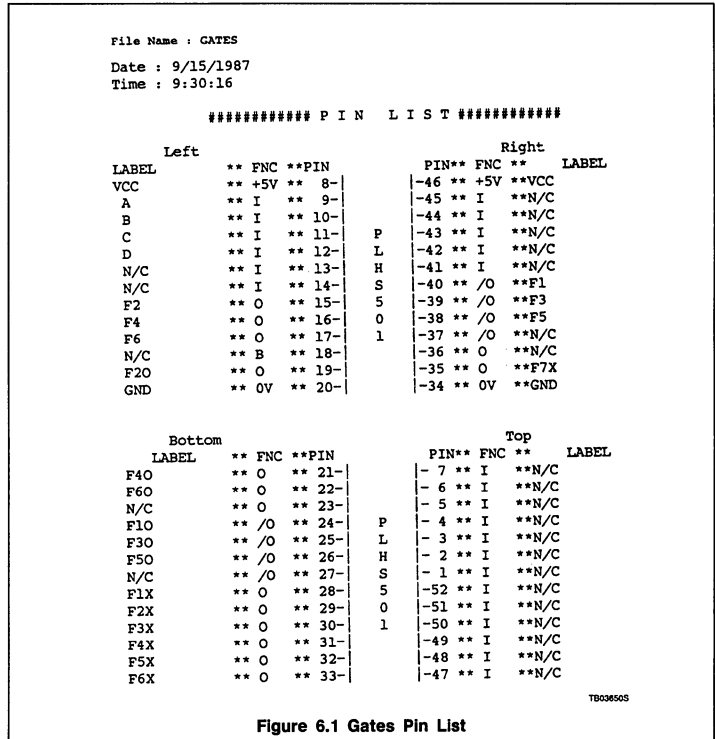 File Name : GATES
Date : 9/15/1987
Time : 9:30:16
############ P I N   L I S T ############
Left Right
LABEL ** FNC **PIN PIN** FNC ** LABEL
VCC ** +5V ** 8-| |-46 ** +5V **VCC
A ** I ** 9-| |-45 ** I **N/C
B ** I ** 10-| |-44 ** I **N/C
C ** I ** 11-| P |-43 ** I **N/C
D ** I ** 12-| L |-42 ** I **N/C
N/C ** I ** 13-| H |-41 ** I **N/C
N/C ** I ** 14-| S |-40 ** /O **F1
F2 ** O ** 15-| 5 |-39 ** /O **F3
F4 ** O ** 16-| 0 |-38 ** /O **F5
F6 ** O ** 17-| 1 |-37 ** /O **N/C
N/C ** B ** 18-| |-36 ** O **N/C
F2O ** O ** 19-| |-35 ** O **F7X
GND ** 0V ** 20-| |-34 ** 0V **GND
Bottom Top
LABEL ** FNC **PIN PIN** FNC ** LABEL
F4O ** O ** 21-| |- 7 ** I **N/C
F6O ** O ** 22-| |- 6 ** I **N/C
N/C ** O ** 23-| |- 5 ** I **N/C
F1O ** /O ** 24-| P |- 4 ** I **N/C
F3O ** /O ** 25-| L |- 3 ** I **N/C
F5O ** /O ** 26-| H |- 2 ** I **N/C
N/C ** /O ** 27-| S |- 1 ** I **N/C
F1X ** O ** 28-| 5 |-52 ** I **N/C
F2X ** O ** 29-| 0 |-51 ** I **N/C
F3X ** O ** 30-| 1 |-50 ** I **N/C
F4X ** O ** 31-| |-49 ** I **N/C
F5X ** O ** 32-| |-48 ** I **N/C
F6X ** O ** 33-| |-47 ** I **N/C
TB03650S
Figure 6.1 Gates Pin List